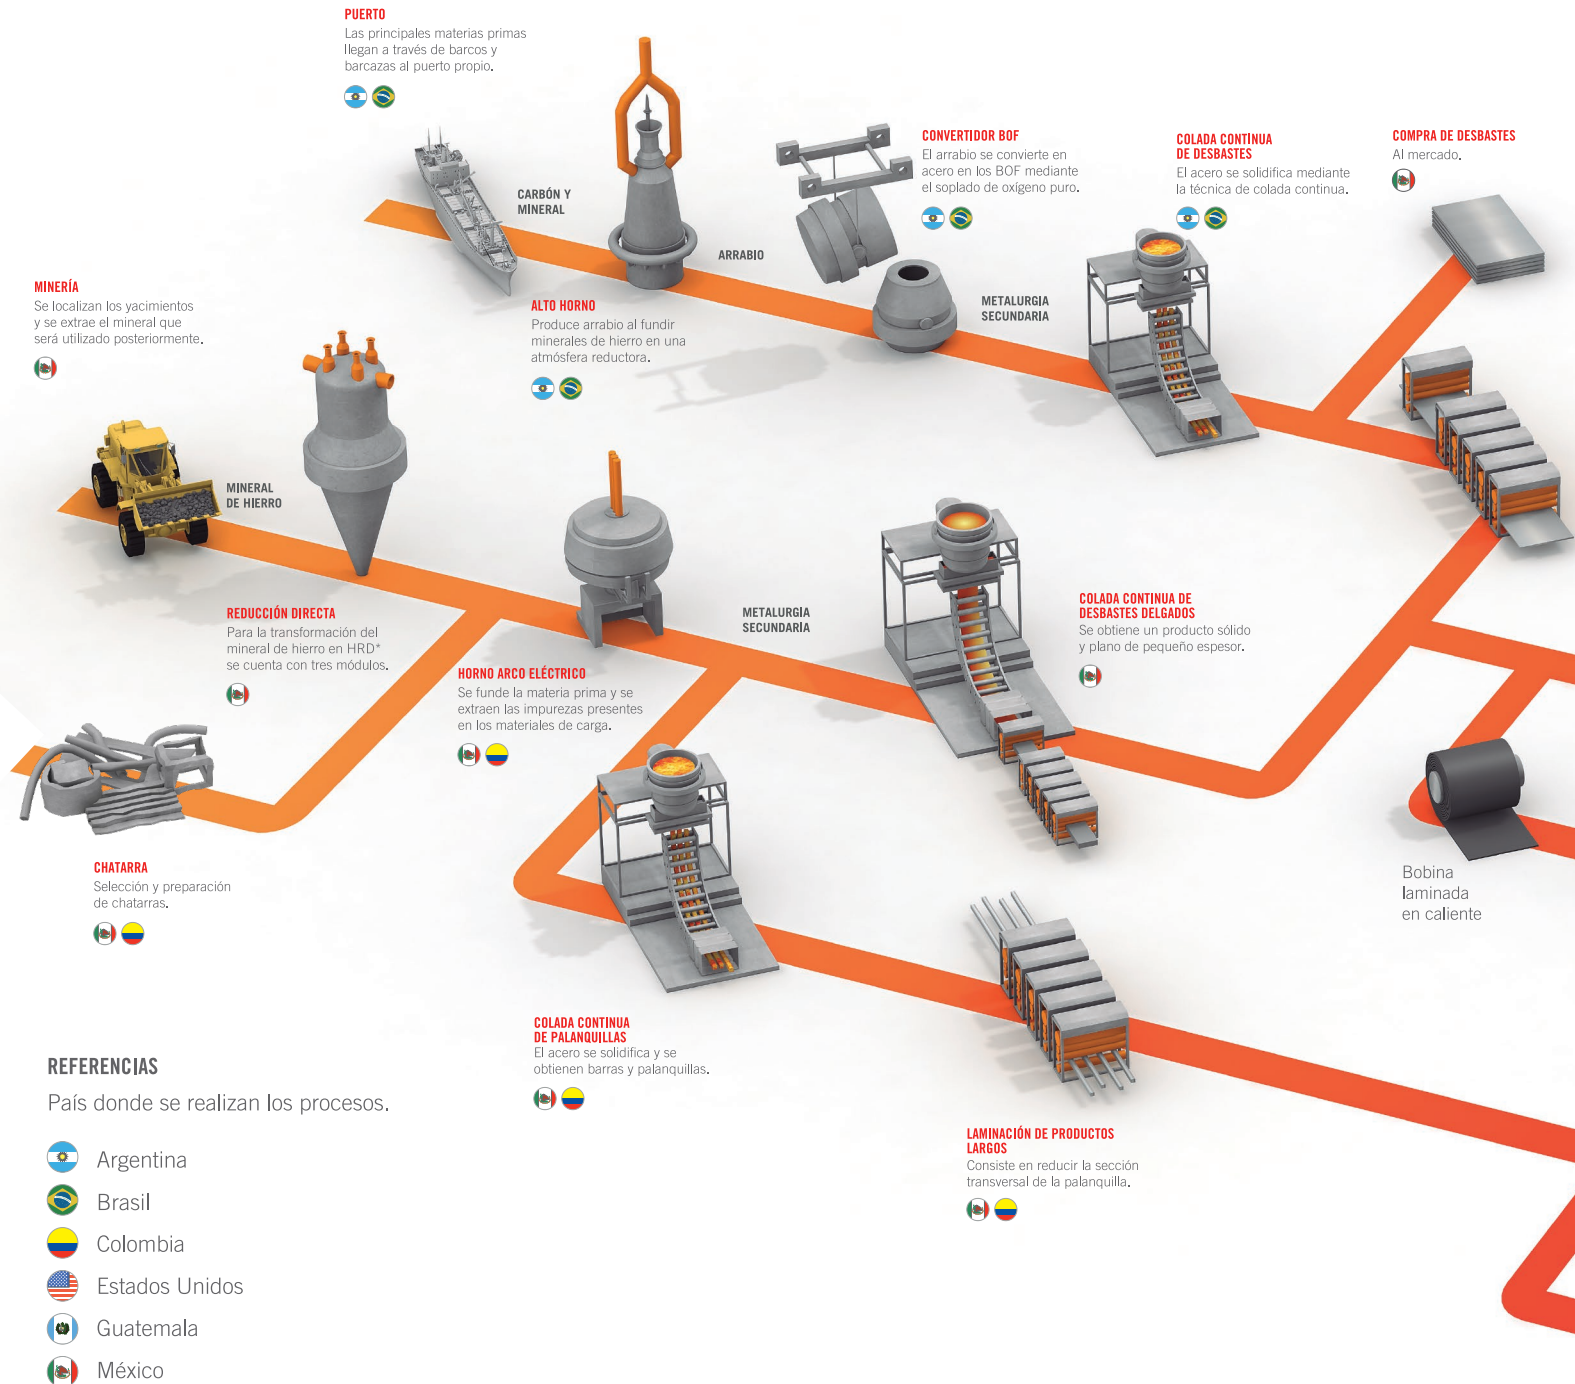 PUERTO
Las principales materias primas
llegan a través de barcos y
barcazas al puerto propio.
CARBÓN Y
MINERAL
ALTO HORNO
Produce arrabio al fundir
minerales de hierro en una
atmósfera reductora.
ARRABIO
CONVERTIDOR BOF
El arrabio se convierte en
acero en los BOF mediante
el soplado de oxígeno puro.
METALURGIA
SECUNDARIA
COLADA CONTINUA
DE DESBASTES
El acero se solidifica mediante
la técnica de colada continua.
COMPRA DE DESBASTES
Al mercado.
MINERÍA
Se localizan los yacimientos
y se extrae el mineral que
será utilizado posteriormente.
MINERAL
DE HIERRO
REDUCCIÓN DIRECTA
Para la transformación del
mineral de hierro en HRD*
se cuenta con tres módulos.
HORNO ARCO ELÉCTRICO
Se funde la materia prima y se
extraen las impurezas presentes
en los materiales de carga.
METALURGIA
SECUNDARIA
COLADA CONTINUA DE
DESBASTES DELGADOS
Se obtiene un producto sólido
y plano de pequeño espesor.
Bobina
laminada
en caliente
CHATARRA
Selección y preparación
de chatarras.
COLADA CONTINUA
DE PALANQUILLAS
El acero se solidifica y se
obtienen barras y palanquillas.
LAMINACIÓN DE PRODUCTOS
LARGOS
Consiste en reducir la sección
transversal de la palanquilla.
REFERENCIAS
País donde se realizan los procesos.
Argentina
Brasil
Colombia
Estados Unidos
Guatemala
México